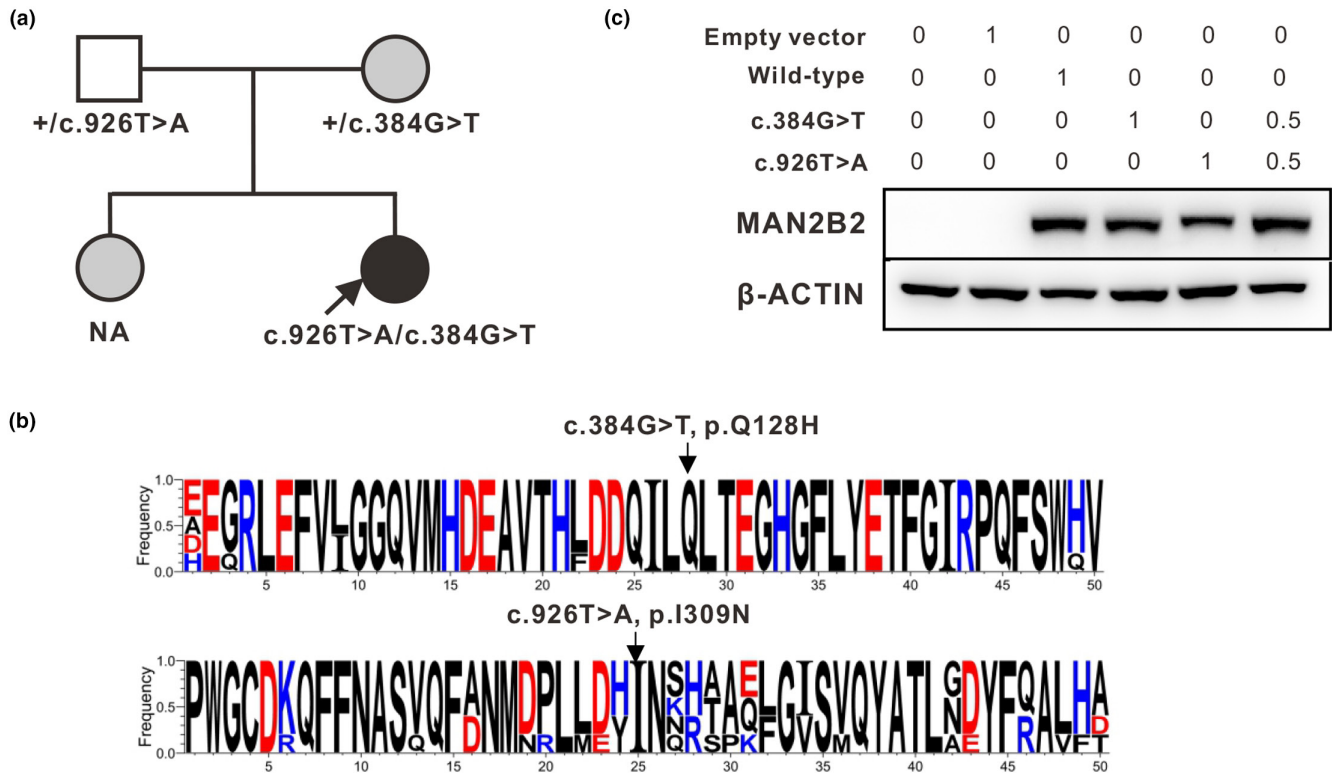 (a)
+/c.926T>A
+/c.384G>T
NA
c.926T>A/c.384G>T
(c)
Empty vector 0 1 0 0 0 0
Wild-type 0 0 1 0 0 0
c.384G>T 0 0 0 1 0 0.5
c.926T>A 0 0 0 0 1 0.5
MAN2B2
β-ACTIN
(b)
c.384G>T, p.Q128H
Frequency
1.0
0.5
0.0
EEGRLEFVLGGQVMHDEAVTHLDDQILQLTEGHGFLYETFGIRPQFSWHV
A
D
H Q I F Q
5 10 15 20 25 30 35 40 45 50
c.926T>A, p.I309N
Frequency
1.0
0.5
0.0
PWGCDKQFFNASVQFANMDPLLDHINSHAAELGISVQYATLGDYFQALHA
K T Q
R Q D N R M E Y N R S P K F V M N A E R V F D T
Q
5 10 15 20 25 30 35 40 45 50